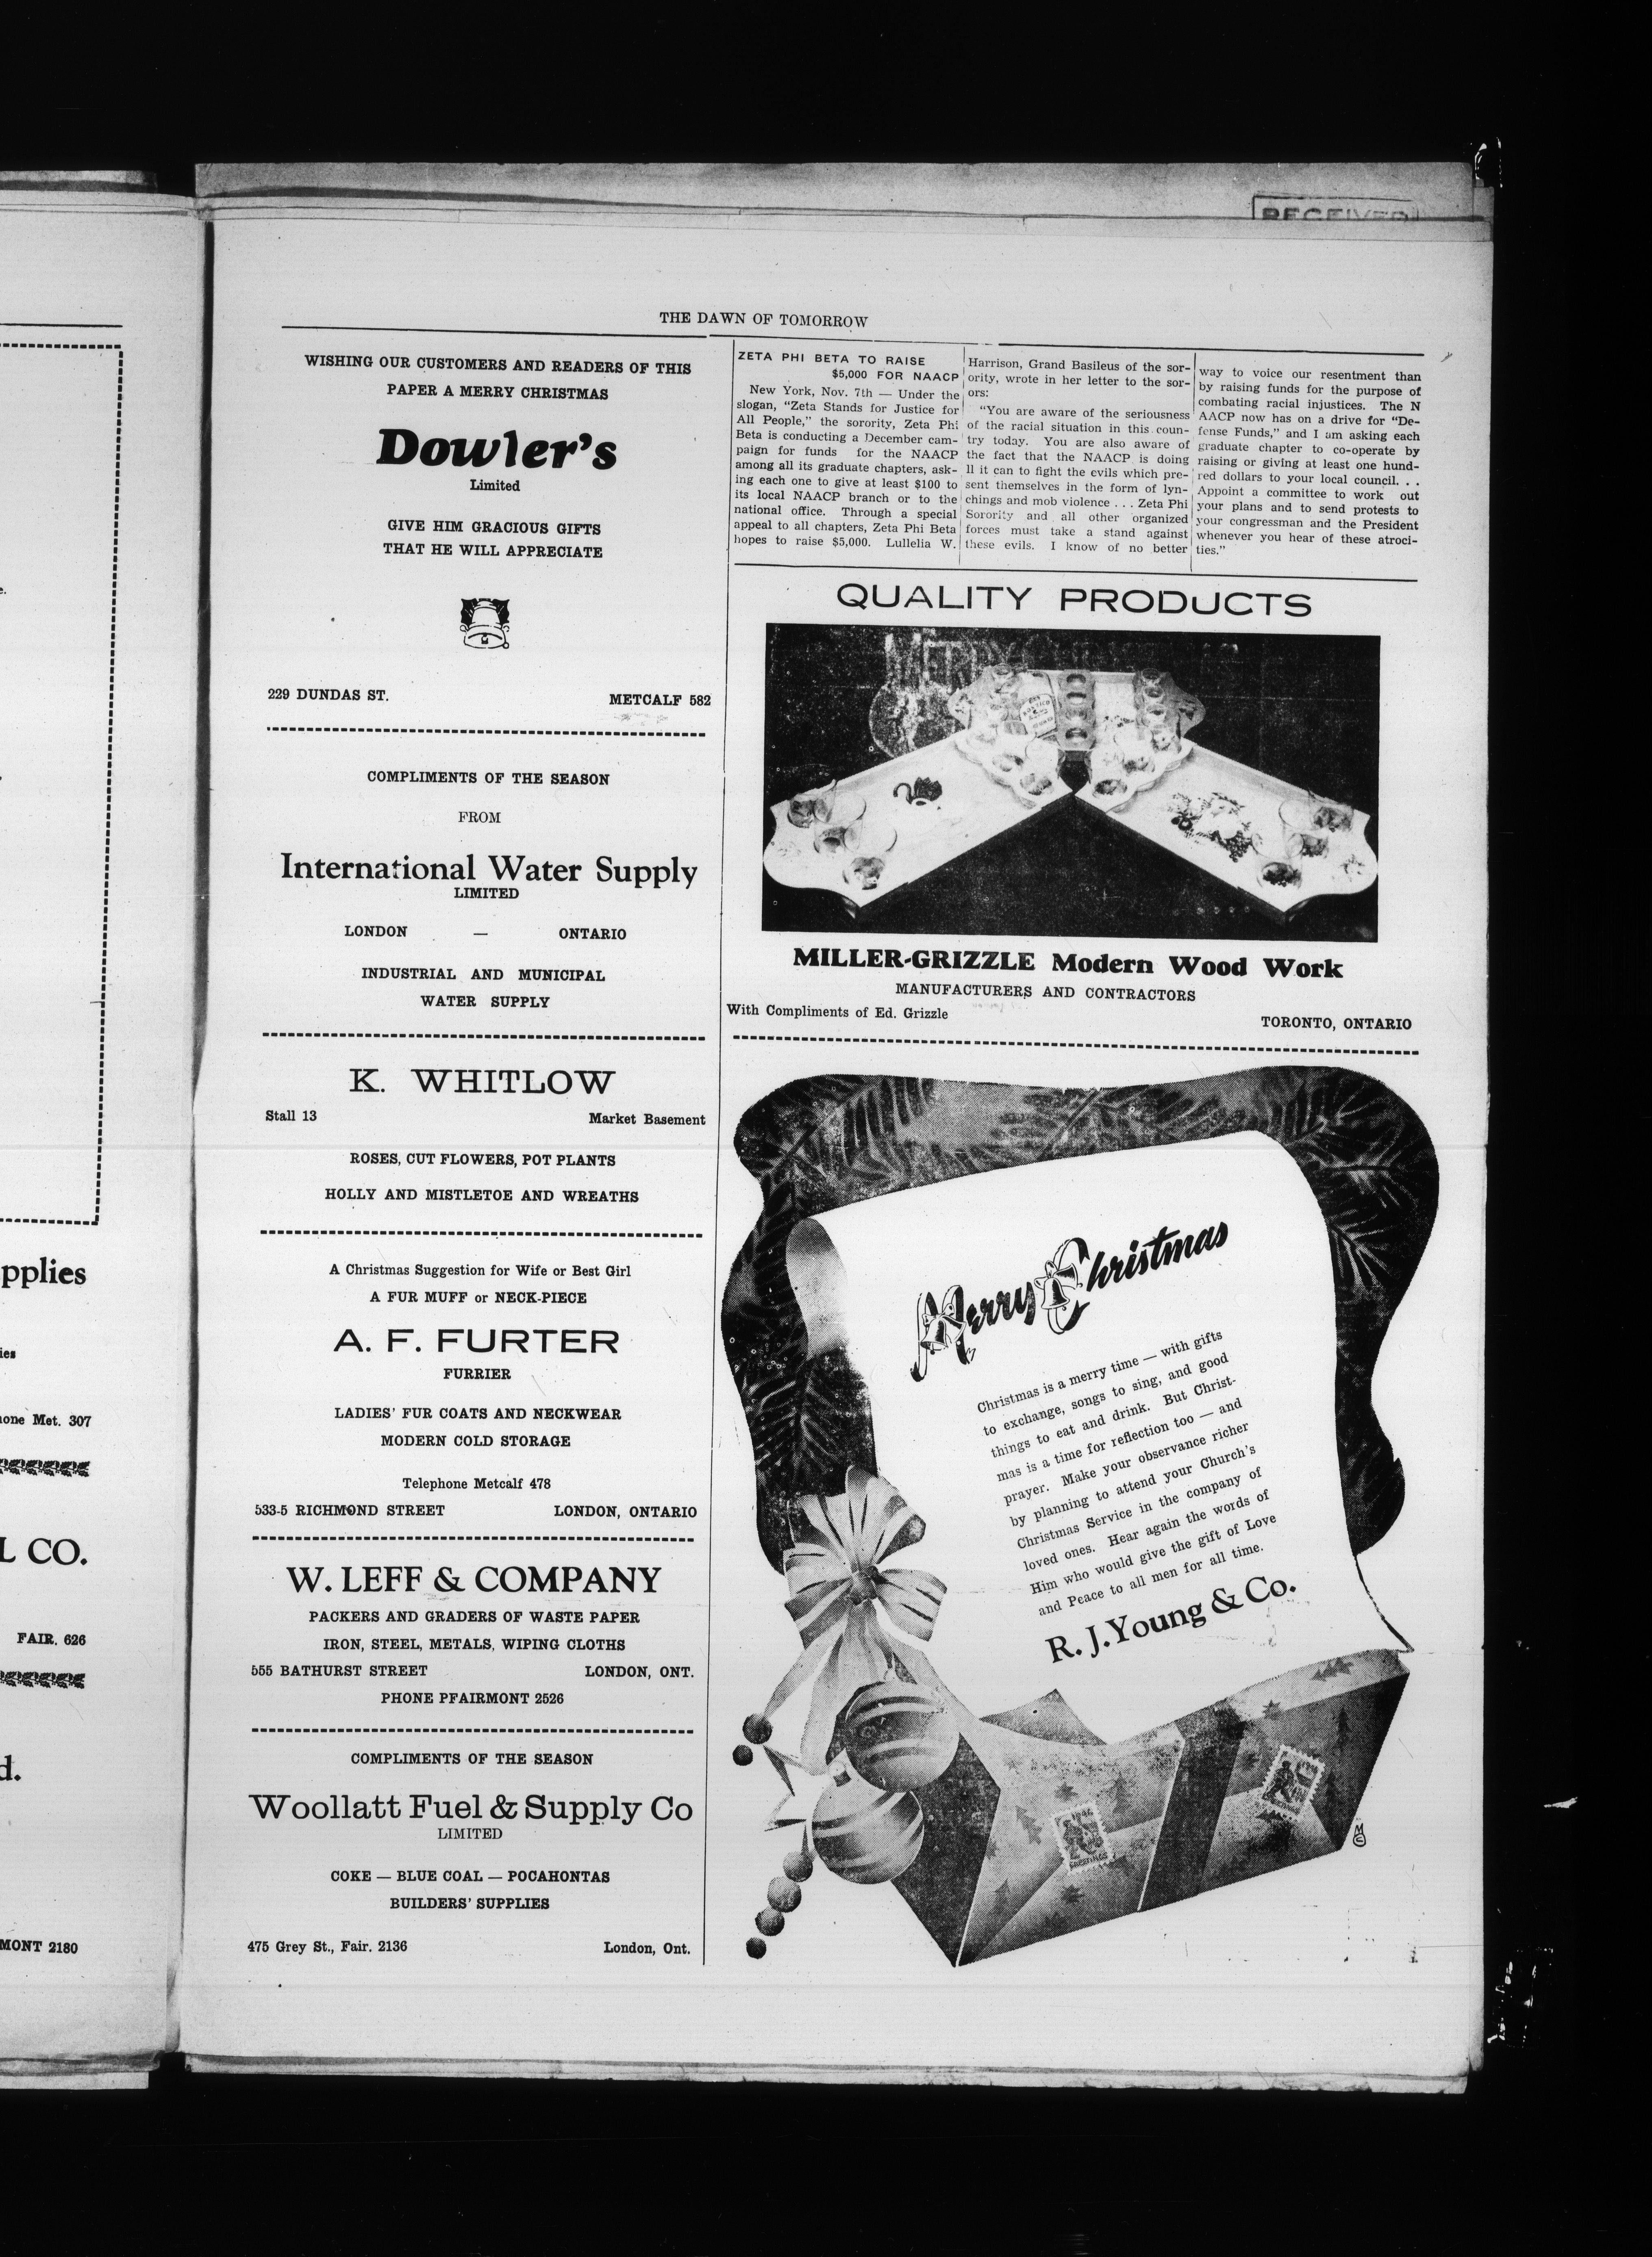 RECEIVED
THE DAWN OF TOMORROW
pplies
ies
one Met. 307
L CO.
FAIR. 626
d.
MONT 2180
WISHING OUR CUSTOMERS AND READERS OF THIS
PAPER A MERRY CHRISTMAS
Dowler's
Limited
GIVE HIM GRACIOUS GIFTS
THAT HE WILL APPRECIATE
229 DUNDAS ST. METCALF 582
COMPLIMENTS OF THE SEASON
FROM
International Water Supply
LIMITED
LONDON — ONTARIO
INDUSTRIAL AND MUNICIPAL
WATER SUPPLY
K. WHITLOW
Stall 13 Market Basement
ROSES, CUT FLOWERS, POT PLANTS
HOLLY AND MISTLETOE AND WREATHS
A Christmas Suggestion for Wife or Best Girl
A FUR MUFF or NECK-PIECE
A. F. FURTER
FURRIER
LADIES' FUR COATS AND NECKWEAR
MODERN COLD STORAGE
Telephone Metcalf 478
533-5 RICHMOND STREET LONDON, ONTARIO
W. LEFF & COMPANY
PACKERS AND GRADERS OF WASTE PAPER
IRON, STEEL, METALS, WIPING CLOTHS
555 BATHURST STREET LONDON, ONT.
PHONE PFAIRMONT 2526
COMPLIMENTS OF THE SEASON
Woollatt Fuel & Supply Co
LIMITED
COKE — BLUE COAL — POCAHONTAS
BUILDERS' SUPPLIES
475 Grey St., Fair. 2136 London, Ont.
ZETA PHI BETA TO RAISE
$5,000 FOR NAACP
New York, Nov. 7th — Under the
slogan, "Zeta Stands for Justice for
All People," the sorority, Zeta Phi
Beta is conducting a December cam-
paign for funds for the NAACP
among all its graduate chapters, ask-
ing each one to give at least $100 to
its local NAACP branch or to the
national office. Through a special
appeal to all chapters, Zeta Phi Beta
hopes to raise $5,000. Lullelia W.
Harrison, Grand Basileus of the sor-
ority, wrote in her letter to the sor-
ors:
"You are aware of the seriousness
of the racial situation in this coun-
try today. You are also aware of
the fact that the NAACP is doing
ll it can to fight the evils which pre-
sent themselves in the form of lyn-
chings and mob violence . . . Zeta Phi
Sorority and all other organized
forces must take a stand against
these evils. I know of no better
way to voice our resentment than
by raising funds for the purpose of
combating racial injustices. The N
AACP now has on a drive for "De-
fense Funds," and I am asking each
graduate chapter to co-operate by
raising or giving at least one hund-
red dollars to your local council. . .
Appoint a committee to work out
your plans and to send protests to
your congressman and the President
whenever you hear of these atroci-
ties."
QUALITY PRODUCTS
MERRY
MILLER-GRIZZLE Modern Wood Work
MANUFACTURERS AND CONTRACTORS
With Compliments of Ed. Grizzle
TORONTO, ONTARIO
Merry Christmas
Christmas is a merry time — with gifts
to exchange, songs to sing, and good
things to eat and drink. But Christ-
mas is a time for reflection too — and
prayer. Make your observance richer
by planning to attend your Church's
Christmas Service in the company of
loved ones. Hear again the words of
Him who would give the gift of Love
and Peace to all men for all time.
R. J. Young & Co.
1946
GREETINGS